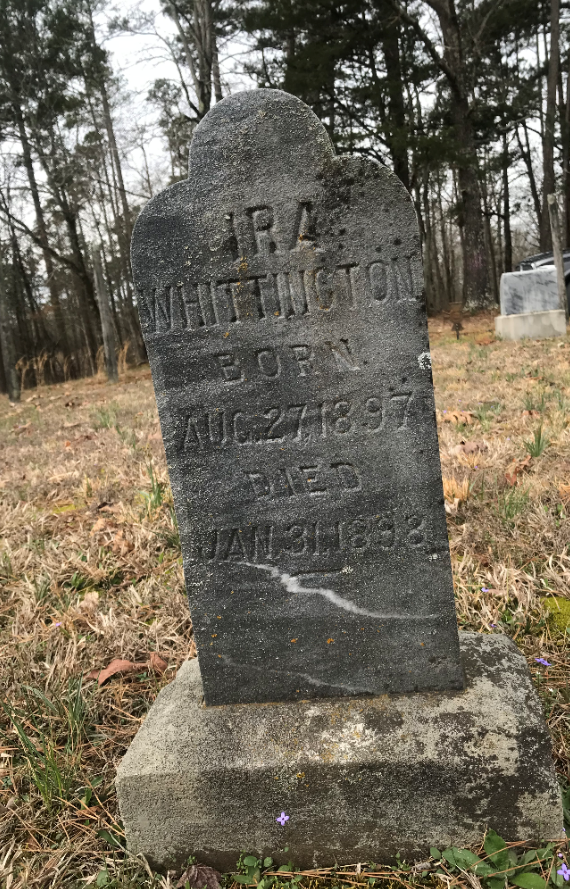 IRA
WHITTINGTON
BORN
AUG. 27, 1897
DIED
JAN. 31, 1898